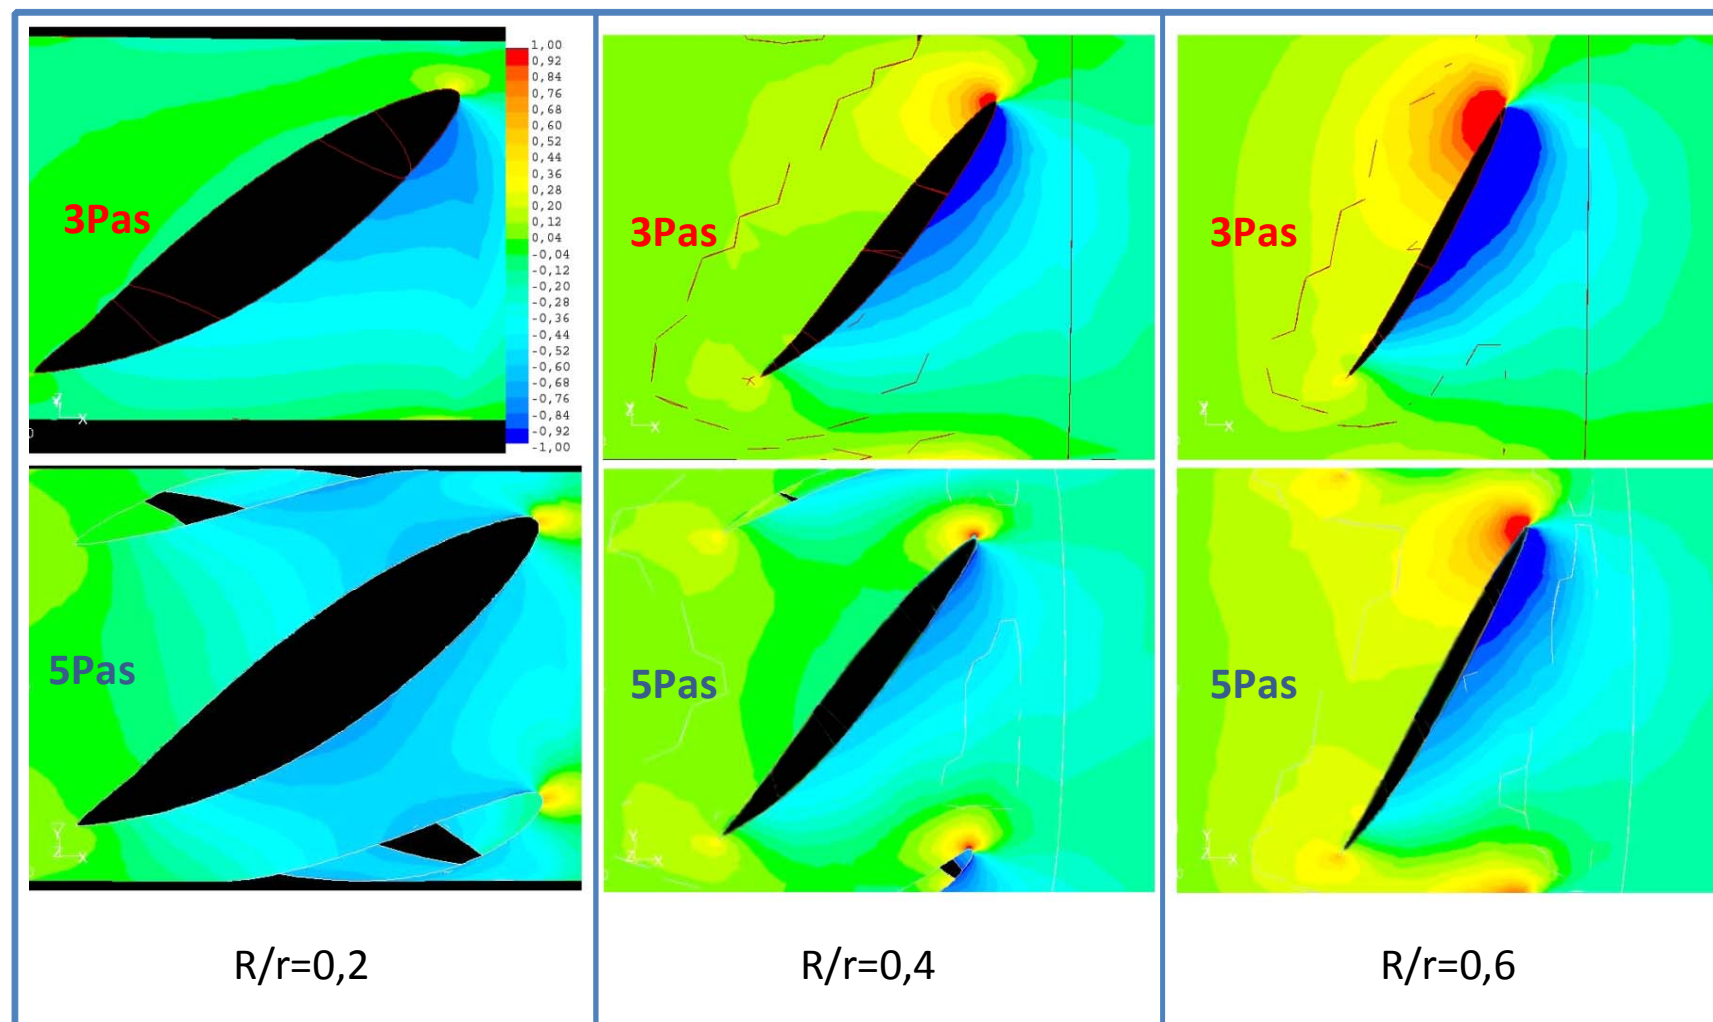 1,00
0,92
0,84
0,76
0,68
0,60
0,52
0,44
0,36
0,28
0,20
0,12
0,04
-0,04
-0,12
-0,20
-0,28
-0,36
-0,44
-0,52
-0,60
-0,68
-0,76
-0,84
-0,92
-1,00
3Pas
3Pas
3Pas
X
Y
X
Y
X
5Pas
5Pas
5Pas
Y
Z
X
Y
Z
X
Y
Z
X
R/r=0,2
R/r=0,4
R/r=0,6